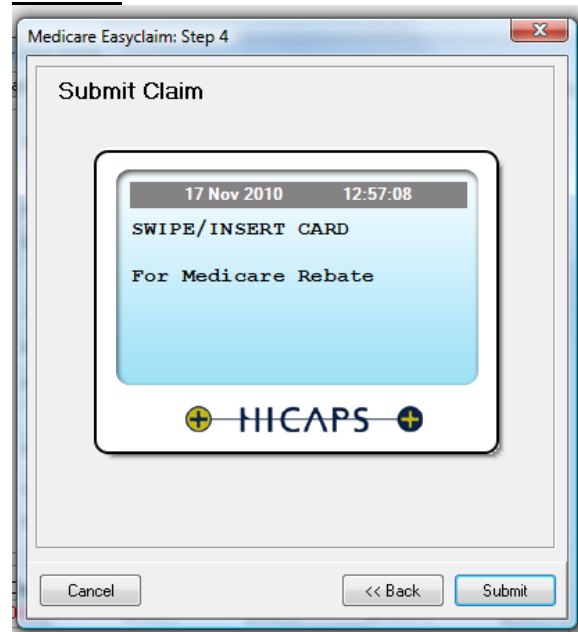 Medicare Easyclaim: Step 4
Submit Claim
17 Nov 2010 12:57:08
SWIPE/INSERT CARD
For Medicare Rebate
HICAPS
Cancel << Back Submit